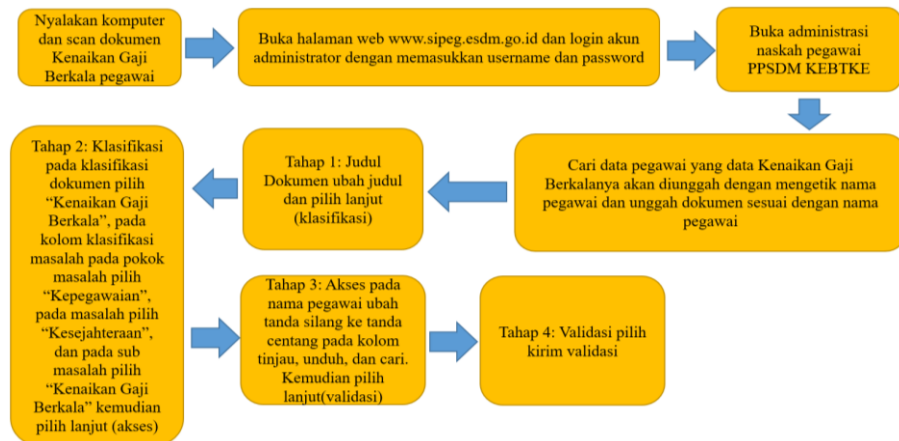 Nyalakan komputer
dan scan dokumen
Kenaikan Gaji
Berkala pegawai
Buka halaman web www.sipeg.esdm.go.id dan login akun
administrator dengan memasukkan username dan password
Buka administrasi
naskah pegawai
PPSDM KEBTKE
Cari data pegawai yang data Kenaikan Gaji
Berkalanya akan diunggah dengan mengetik nama
pegawai dan unggah dokumen sesuai dengan nama
pegawai
Tahap 1: Judul
Dokumen ubah judul
dan pilih lanjut
(klasifikasi)
Tahap 2: Klasifikasi
pada klasifikasi
dokumen pilih
“Kenaikan Gaji
Berkala”, pada
kolom klasifikasi
masalah pada pokok
masalah pilih
“Kepegawaian”,
pada masalah pilih
“Kesejahteraan”,
dan pada sub
masalah pilih
“Kenaikan Gaji
Berkala” kemudian
pilih lanjut (akses)
Tahap 3: Akses pada
nama pegawai ubah
tanda silang ke tanda
centang pada kolom
tinjau, unduh, dan cari.
Kemudian pilih
lanjut(validasi)
Tahap 4: Validasi pilih
kirim validasi